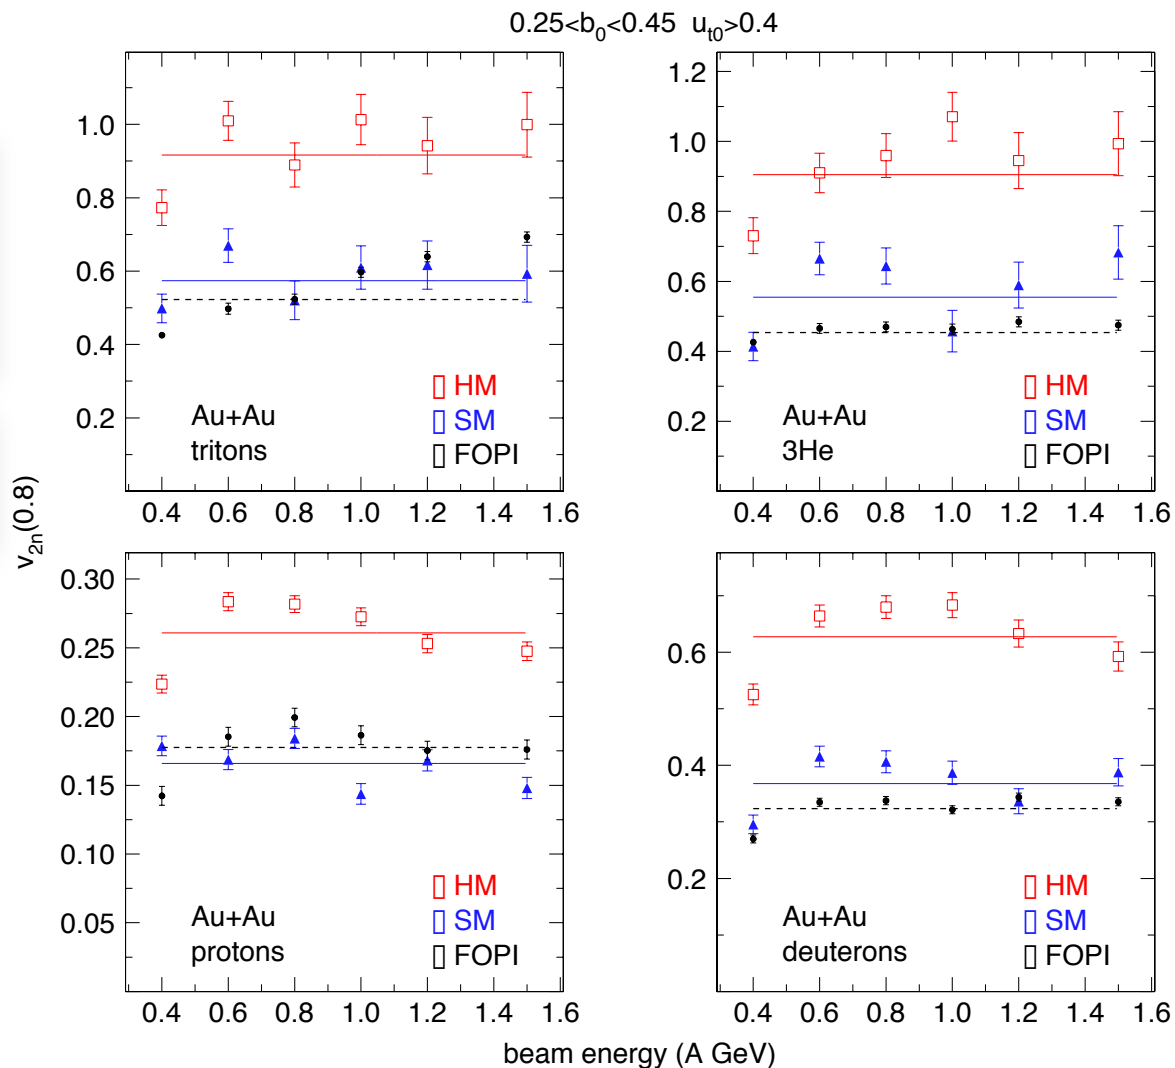 0.25<b0<0.45 ut0>0.4
1.0
0.8
0.6
0.4
0.2
HM
SM
FOPI
Au+Au
tritons
0.4 0.6 0.8 1.0 1.2 1.4 1.6
1.2
1.0
0.8
0.6
0.4
0.2
HM
SM
FOPI
Au+Au
3He
0.4 0.6 0.8 1.0 1.2 1.4 1.6
v2n(0.8)
0.30
0.25
0.20
0.15
0.10
0.05
HM
SM
FOPI
Au+Au
protons
0.4 0.6 0.8 1.0 1.2 1.4 1.6
0.6
0.4
0.2
HM
SM
FOPI
Au+Au
deuterons
0.4 0.6 0.8 1.0 1.2 1.4 1.6
beam energy (A GeV)